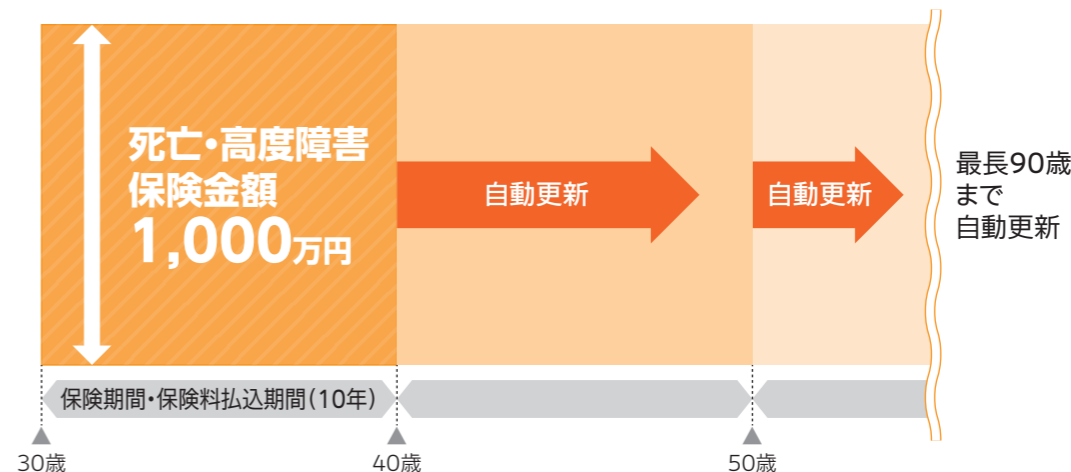 死亡・高度障害
保険金額
1,000万円
自動更新
自動更新
最長90歳
まで
自動更新
保険期間・保険料払込期間(10年)
30歳
40歳
50歳